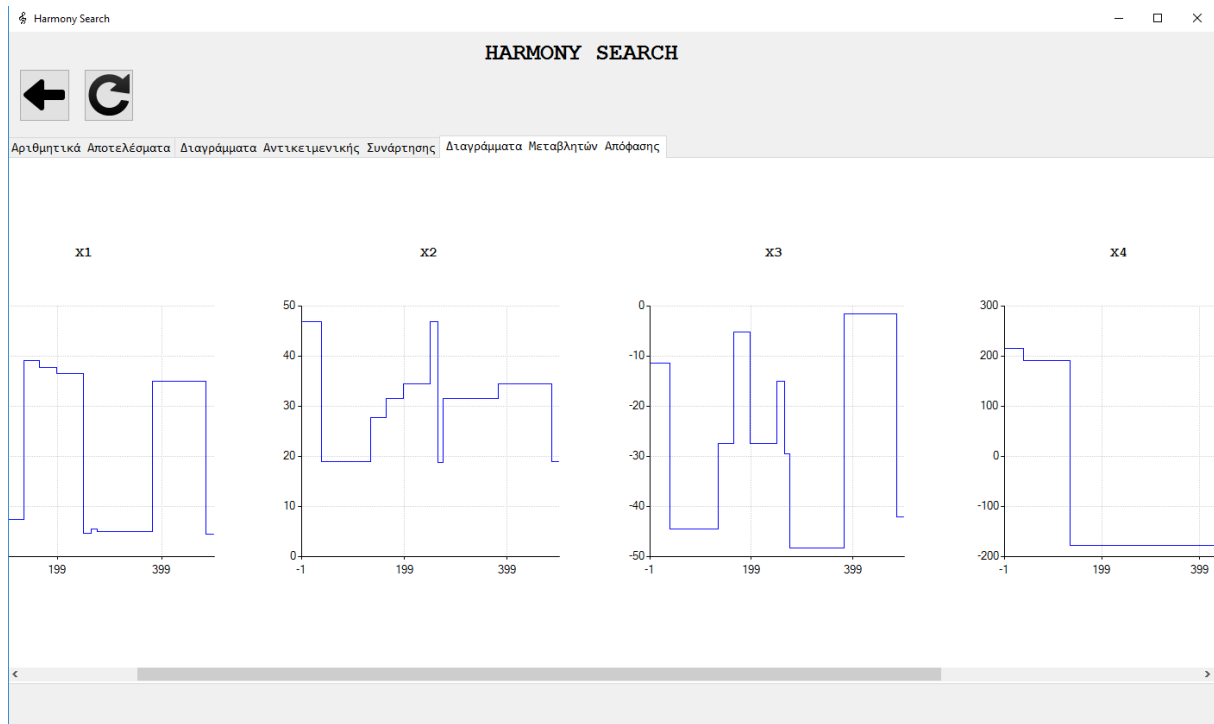 Harmony Search
HARMONY SEARCH
Αριθμητικά Αποτελέσματα Διαγράμματα Αντικειμενικής Συνάρτησης Διαγράμματα Μεταβλητών Απόφασης
X1 X2 X3 X4
50 0 300
40 -10 200
30 -20 100
20 -30 0
10 -40 -100
0 -50 -200
199 399 -1 199 399 -1 199 399 -1 199 399